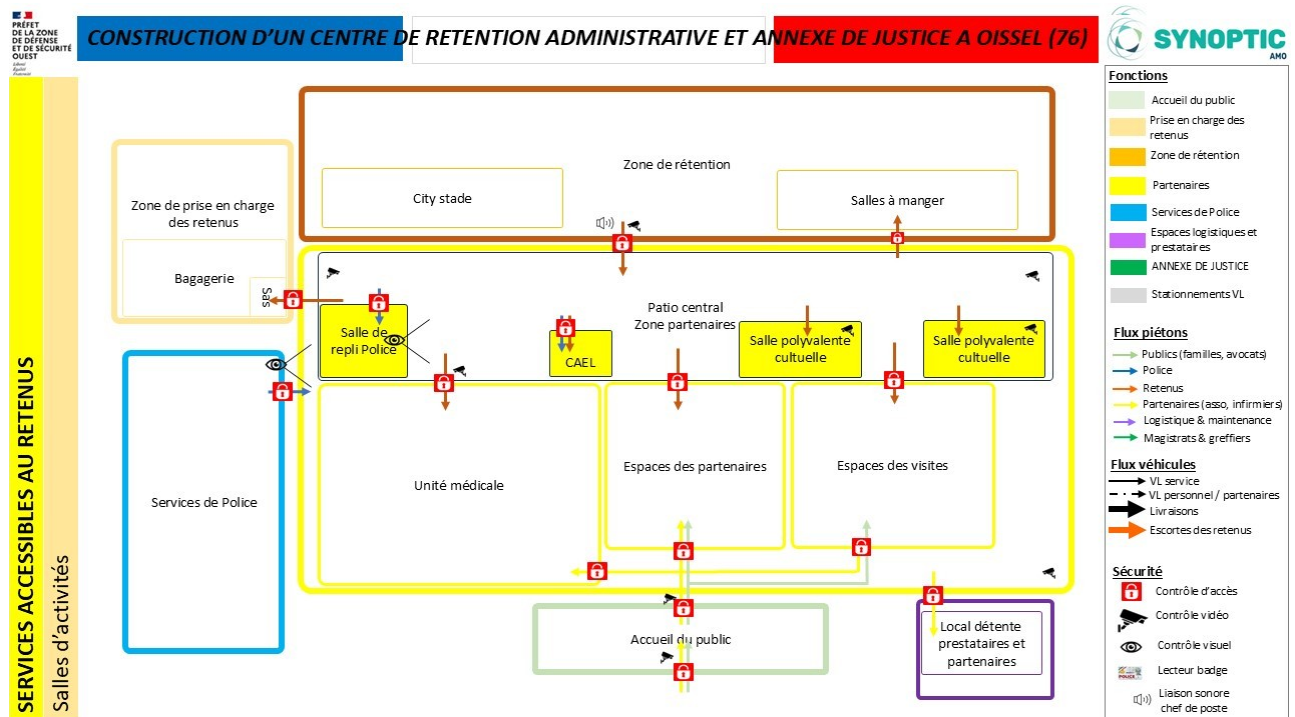 PRÉFET
DE LA ZONE
DE DÉFENSE
ET DE SÉCURITÉ
OUEST
Liberté
Égalité
Fraternité
CONSTRUCTION D'UN CENTRE DE RETENTION ADMINISTRATIVE ET ANNEXE DE JUSTICE A OISSEL (76)
SYNOPTIC
AMO
SERVICES ACCESSIBLES AU RETENUS
Salles d'activités
Zone de rétention
City stade
Salles à manger
Zone de prise en charge
des retenus
Bagagerie
Sas
Patio central
Zone partenaires
Salle de
repli Police
CAEL
Salle polyvalente
cultuelle
Salle polyvalente
cultuelle
Services de Police
Unité médicale
Espaces des partenaires
Espaces des visites
Accueil du public
Local détente
prestataires et
partenaires
Fonctions
Accueil du public
Prise en charge des
retenus
Zone de rétention
Partenaires
Services de Police
Espaces logistiques et
prestataires
ANNEXE DE JUSTICE
Stationnements VL
Flux piétons
Publics (familles, avocats)
Police
Retenus
Partenaires (asso, infirmiers)
Logistique & maintenance
Magistrats & greffiers
Flux véhicules
VL service
VL personnel / partenaires
Livraisons
Escortes des retenus
Sécurité
Contrôle d'accès
Contrôle vidéo
Contrôle visuel
POLICE
Lecteur badge
Liaison sonore
chef de poste